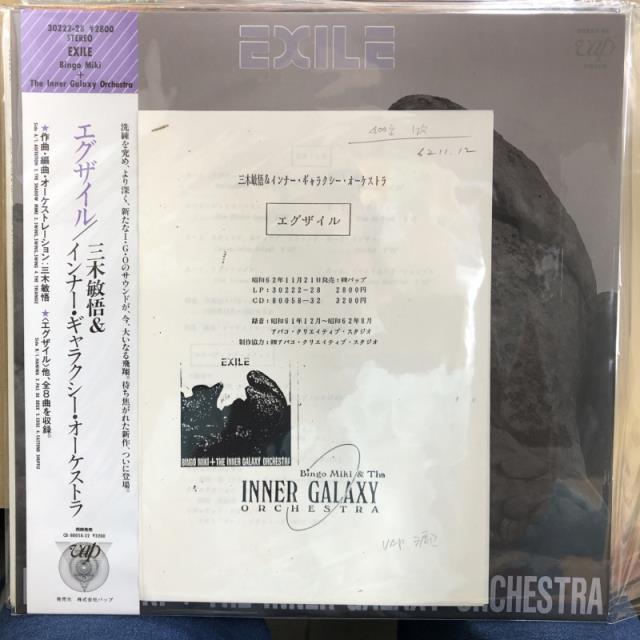 30222-28 ¥2800
STEREO
EXILE
Bingo Miki
+
The Inner Galaxy Orchestra
エグザイル/三木敏悟&
インナー・ギャラクシー・オーケストラ
洗練を究め、より深く、新たなI・G・Oのサウンドが、今、大いなる飛翔。待ち焦がれた新作、ついに登場。
★作曲・編曲・オーケストレーション:三木敏悟
★〈エグザイル〉他、全8曲を収録。
CD・80058-32 ¥3200
vap
発売元 株式会社バップ
EXILE
vap
62.11.12
三木敏悟&インナー・ギャラクシー・オーケストラ
エグザイル
昭和62年11月21日発売:㈱バップ
LP:30222-28 2800円
CD:80058-32 3200円
録音:昭和61年12月〜昭和62年8月
アバコ・クリエイティブ・スタジオ
制作協力:㈱アバコ・クリエイティブ・スタジオ
EXILE
BINGO MIKI+THE INNER GALAXY ORCHESTRA
Bingo Miki & The
INNER GALAXY
ORCHESTRA
+ THE INNER GALAXY ORCHESTRA